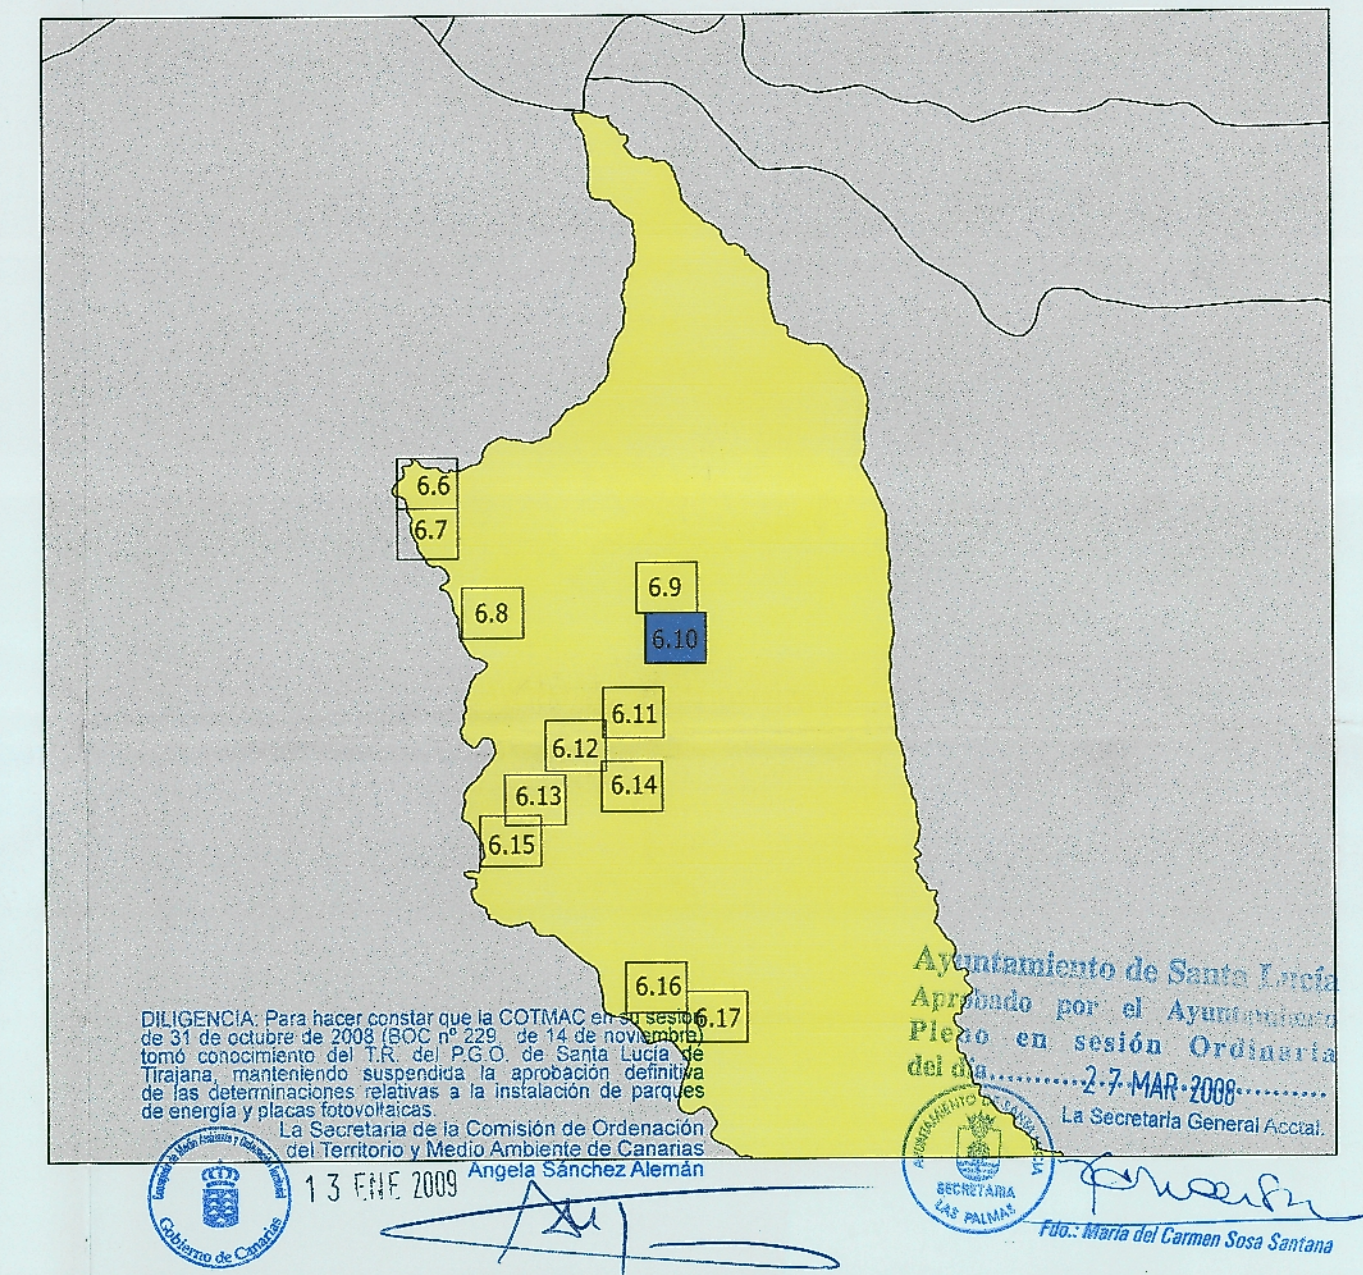 6.6
6.7
6.8
6.9
6.10
6.11
6.12
6.13
6.14
6.15
6.16
6.17
DILIGENCIA: Para hacer constar que la COTMAC en su sesión
de 31 de octubre de 2008 (BOC nº 229, de 14 de noviembre)
tomó conocimiento del T.R. del P.G.O. de Santa Lucía de
Tirajana, manteniendo suspendida la aprobación definitiva
de las determinaciones relativas a la instalación de parques
de energía y placas fotovoltaicas.
La Secretaria de la Comisión de Ordenación
del Territorio y Medio Ambiente de Canarias
Angela Sánchez Alemán
13 ENE 2009
Gobierno de Canarias
Ayuntamiento de Santa Lucía
Aprobado por el Ayuntamiento
Pleno en sesión Ordinaria
del día 27 MAR 2008
La Secretaria General Acctal.
AYUNTAMIENTO DE SANTA LUCIA
SECRETARIA
LAS PALMAS
Fdo.: María del Carmen Sosa Santana